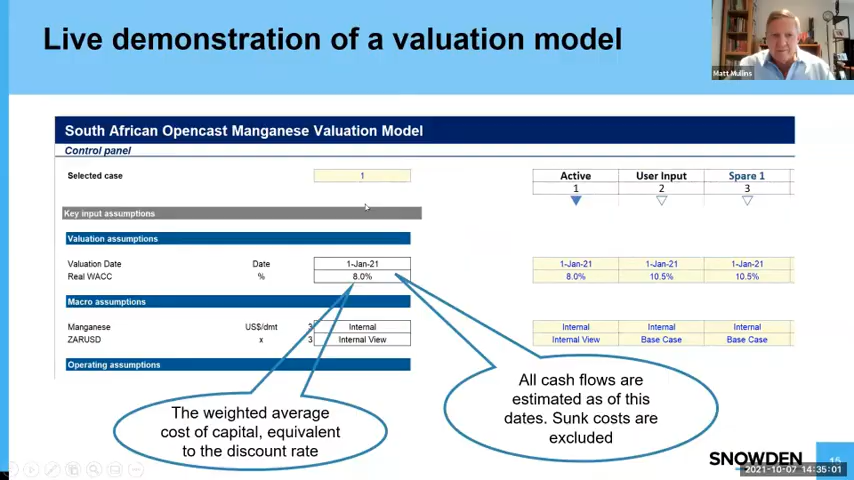 Live demonstration of a valuation model
Matt Mullins
South African Opencast Manganese Valuation Model
Control panel
Selected case 1 Active User Input Spare 1
1 2 3
Key input assumptions
Valuation assumptions
Valuation Date Date 1-Jan-21 1-Jan-21 1-Jan-21 1-Jan-21
Real WACC % 8.0% 8.0% 10.5% 10.5%
Macro assumptions
Manganese US$/dmt 3 Internal Internal Internal Internal
ZARUSD x 3 Internal View Internal View Base Case Base Case
Operating assumptions
The weighted average
cost of capital, equivalent
to the discount rate
All cash flows are
estimated as of this
dates. Sunk costs are
excluded
SNOWDEN
2021-10-07 14:35:01